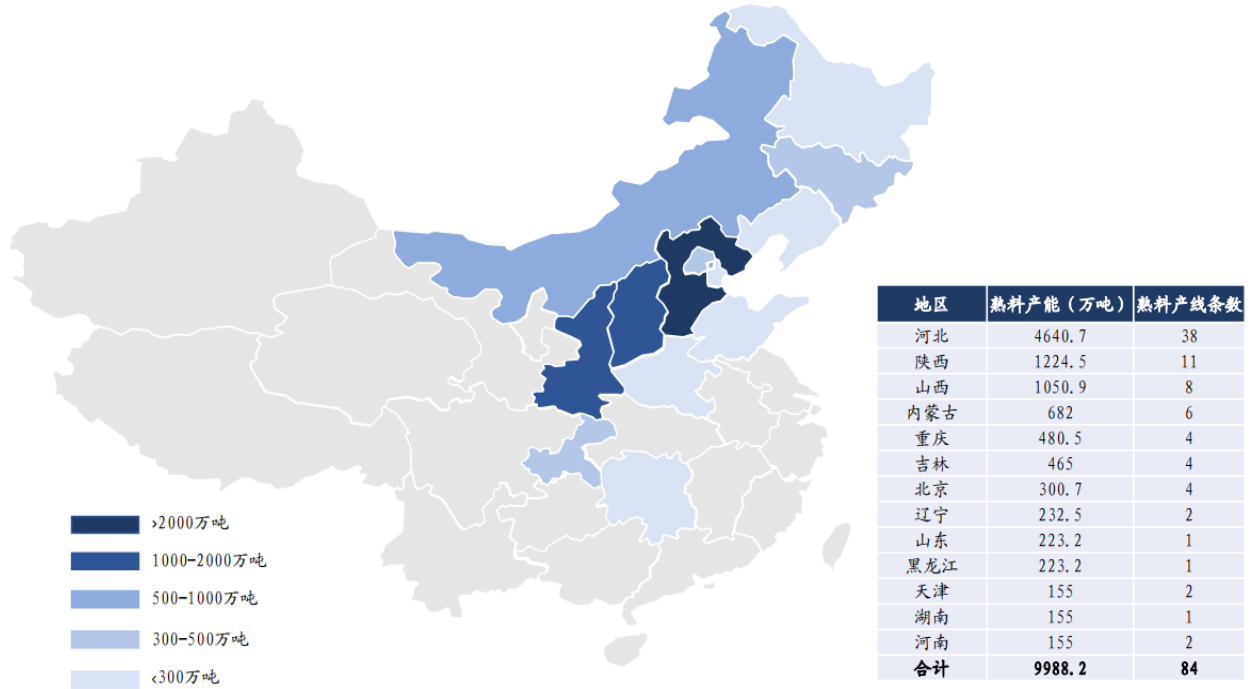 >2000万吨
1000-2000万吨
500-1000万吨
300-500万吨
<300万吨
地区 熟料产能（万吨） 熟料产线条数
河北 4640.7 38
陕西 1224.5 11
山西 1050.9 8
内蒙古 682 6
重庆 480.5 4
吉林 465 4
北京 300.7 4
辽宁 232.5 2
山东 223.2 1
黑龙江 223.2 1
天津 155 2
湖南 155 1
河南 155 2
合计 9988.2 84